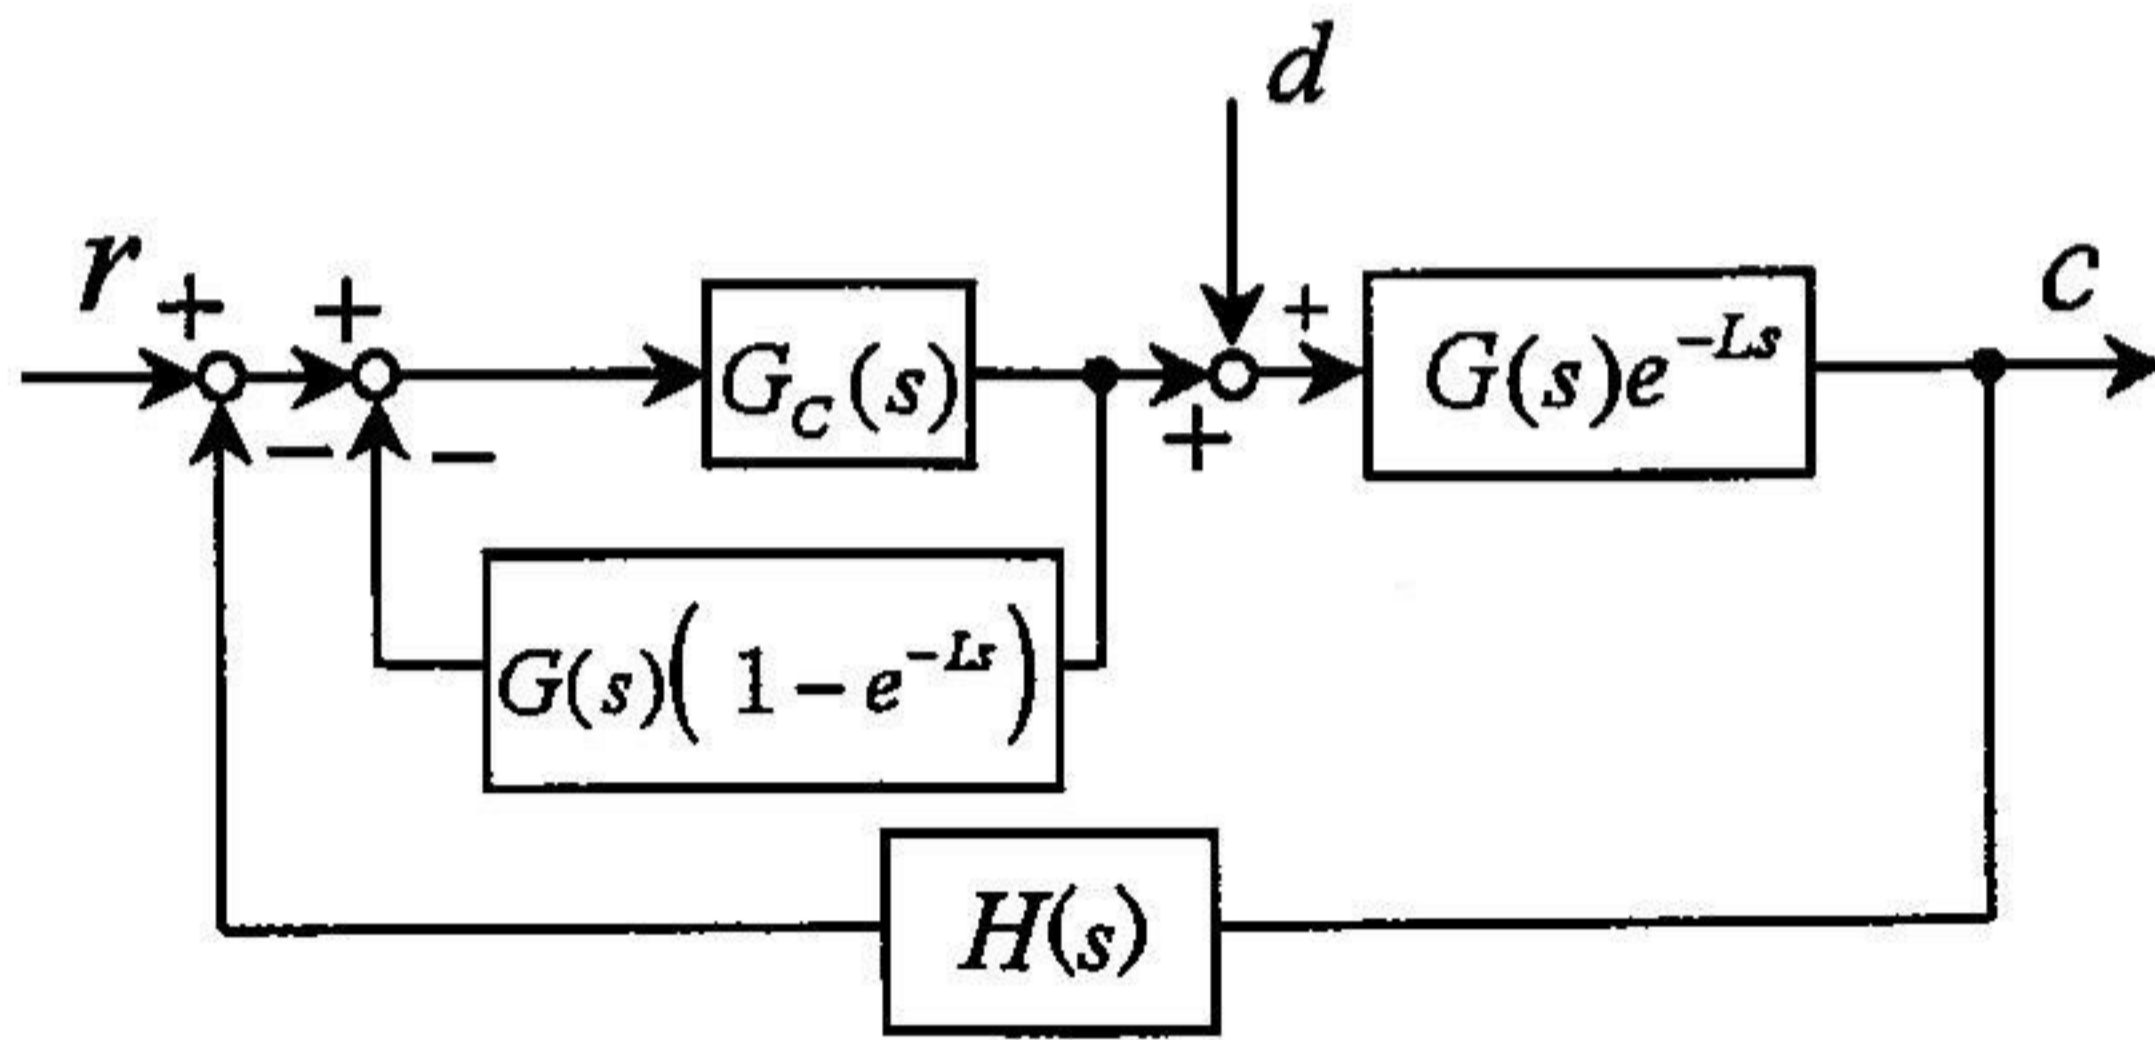 d
r + + G_C(s) + + G(s)e^{-Ls} c
− −
G(s)(1 − e^{-Ls})
H(s)